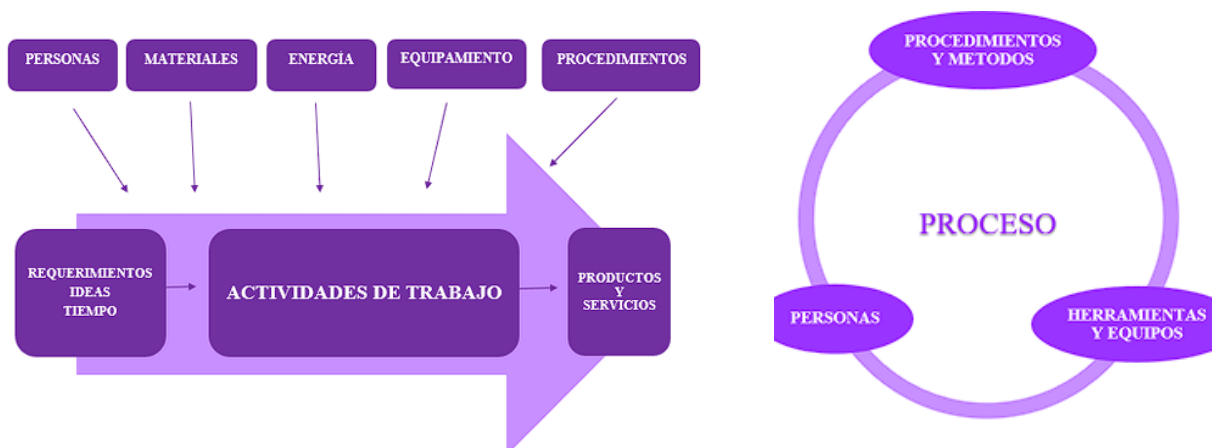 PERSONAS
MATERIALES
ENERGÍA
EQUIPAMIENTO
PROCEDIMIENTOS
REQUERIMIENTOS
IDEAS
TIEMPO
ACTIVIDADES DE TRABAJO
PRODUCTOS
Y
SERVICIOS
PROCEDIMIENTOS
Y METODOS
PROCESO
PERSONAS
HERRAMIENTAS
Y EQUIPOS